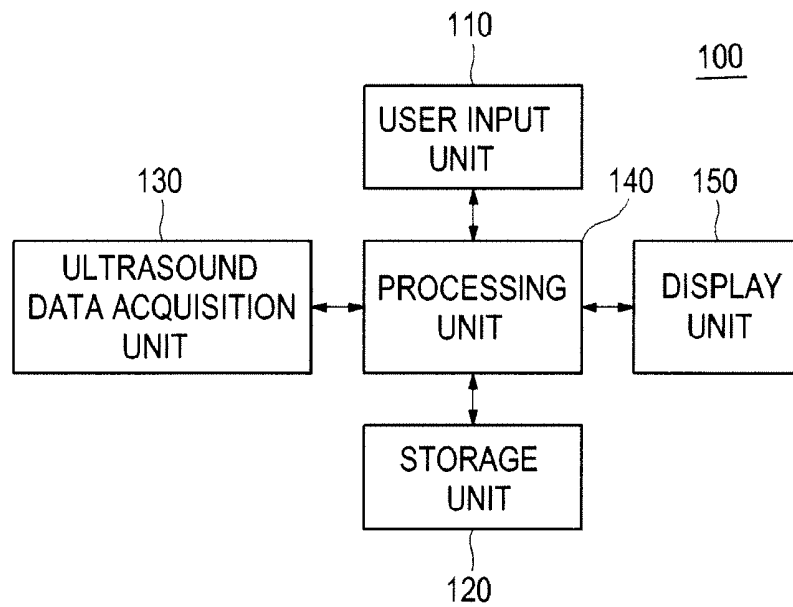 110
100
USER INPUT
UNIT
130
140
150
ULTRASOUND
DATA ACQUISITION
UNIT
PROCESSING
UNIT
DISPLAY
UNIT
STORAGE
UNIT
120